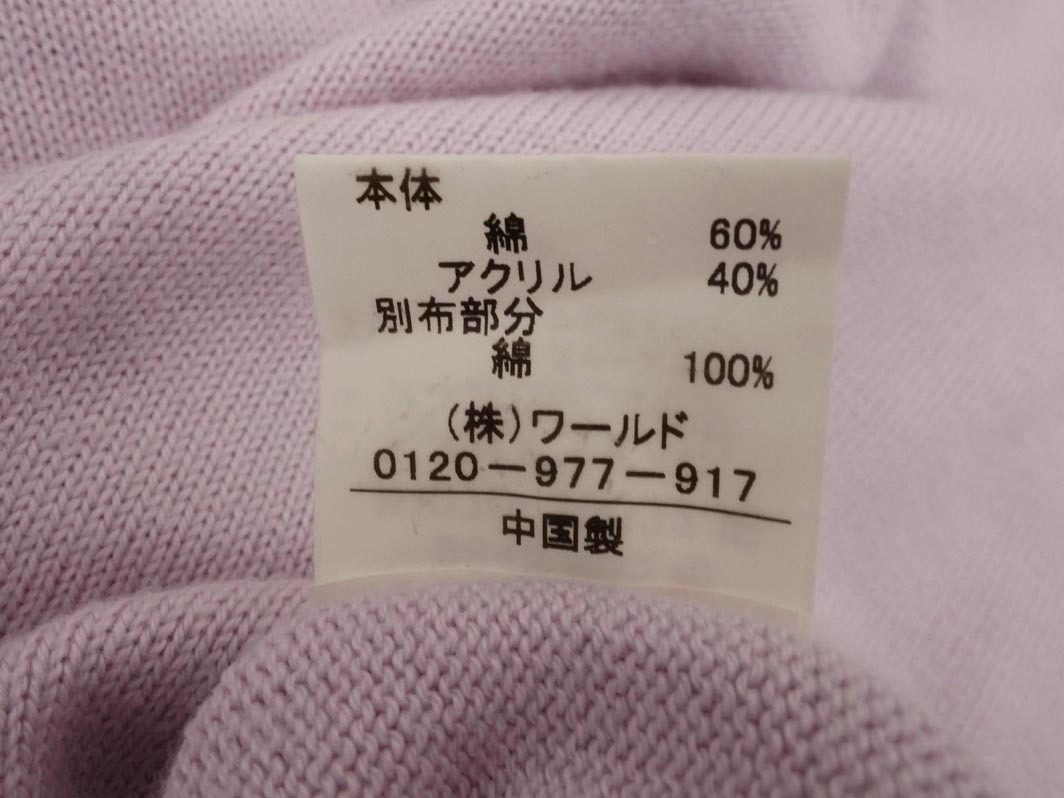 本体
綿 60%
アクリル 40%
別布部分
綿 100%
(株)ワールド
0120-977-917
中国製